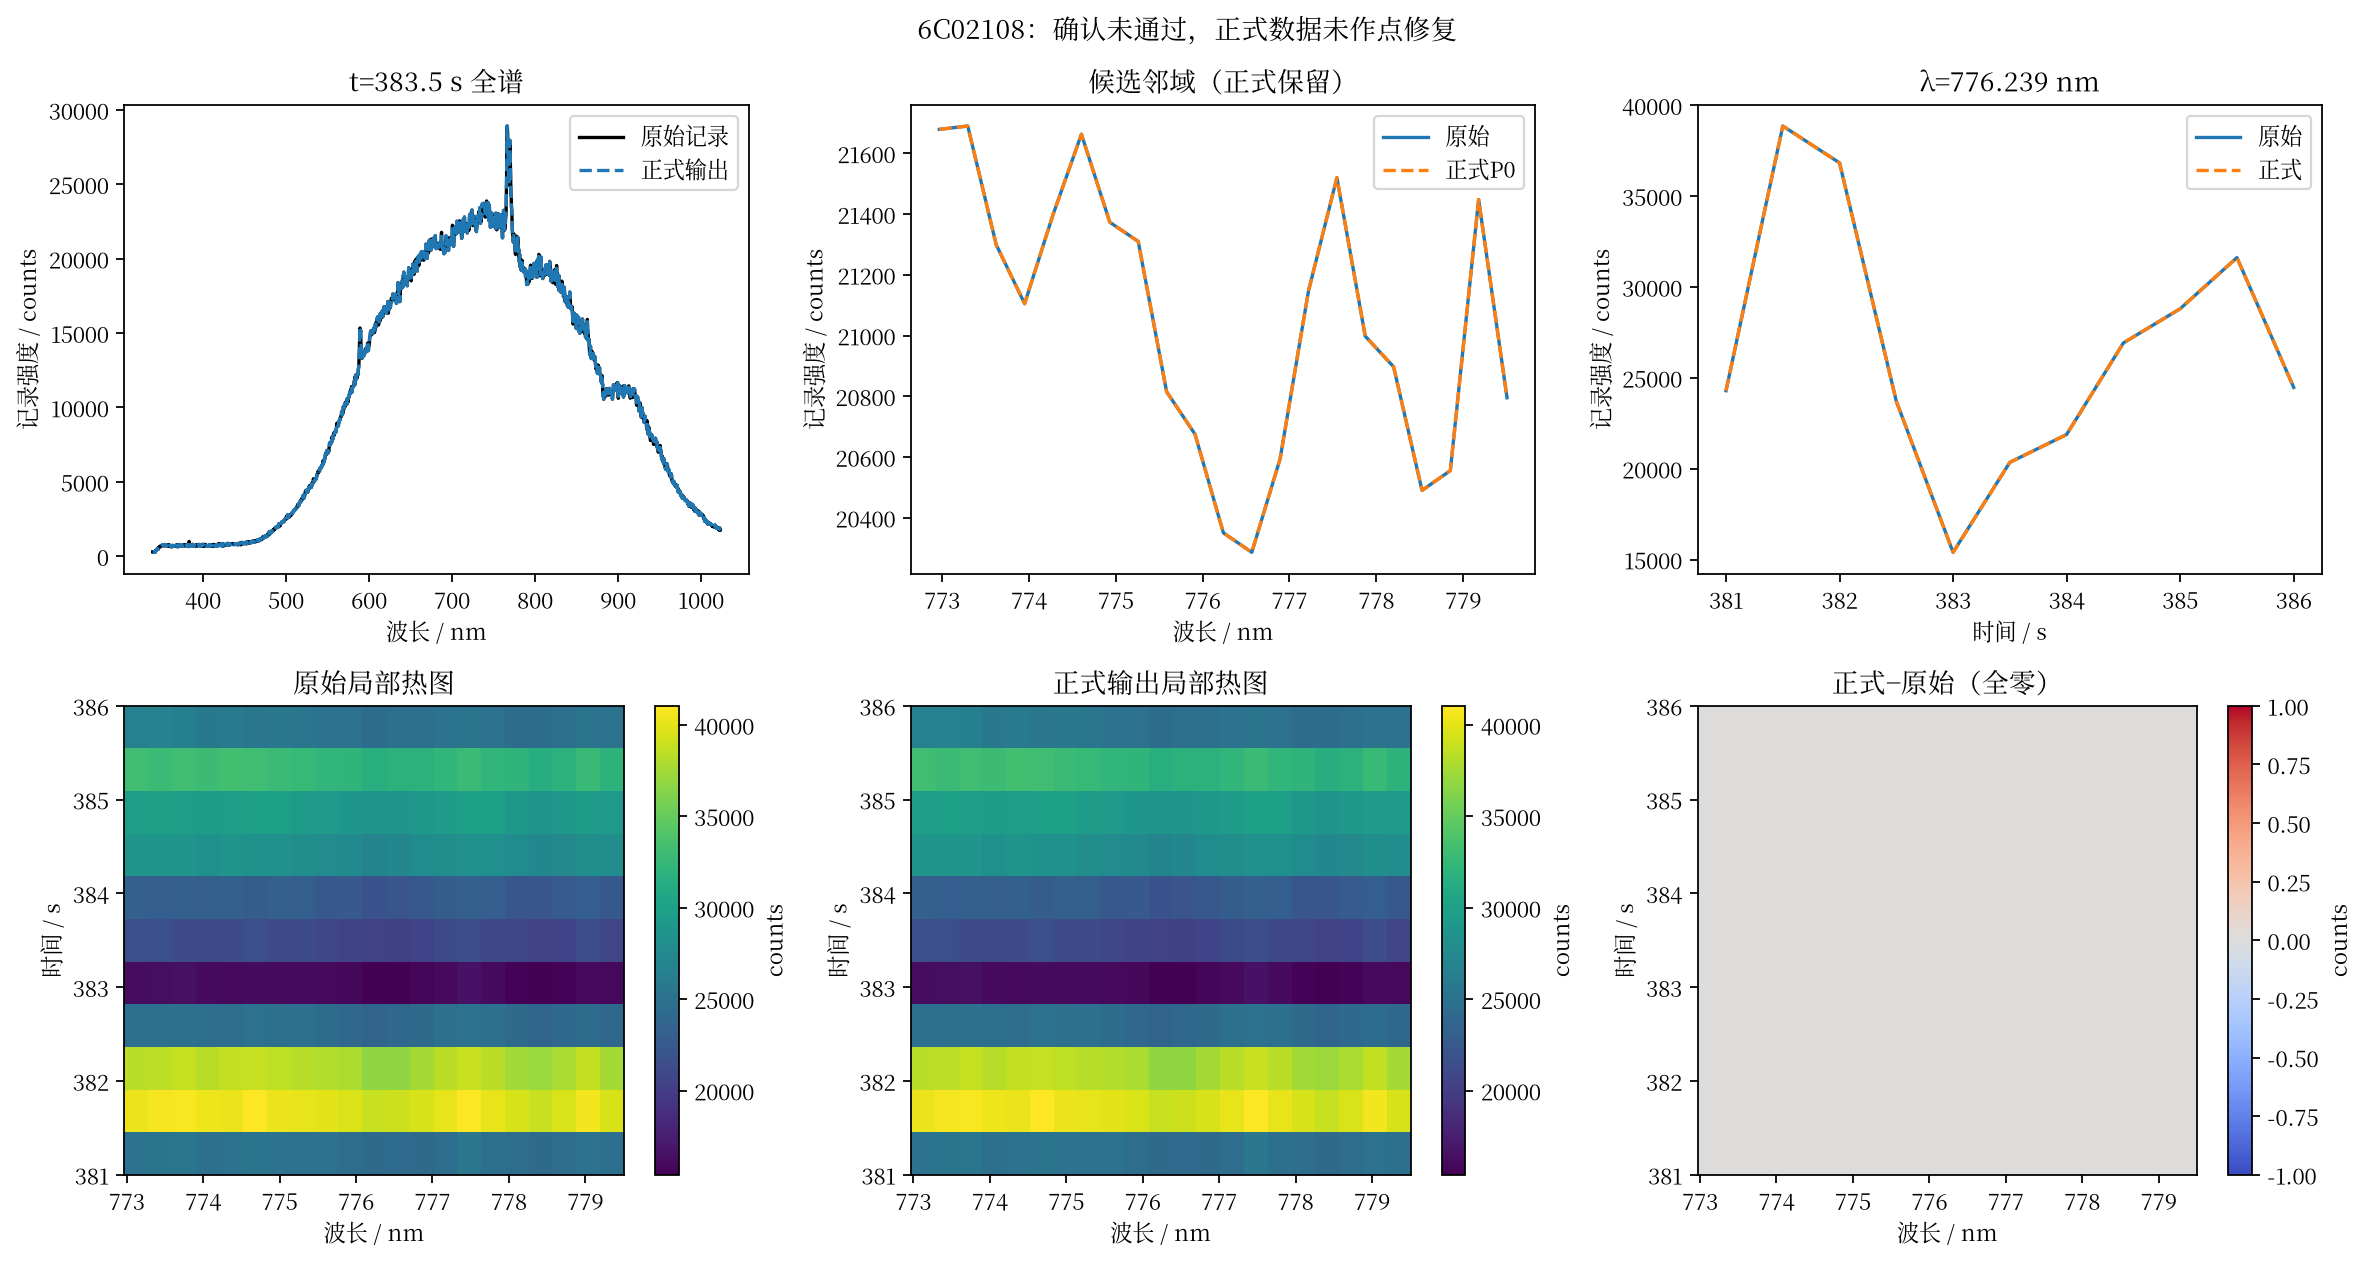 6C02108：确认未通过，正式数据未作点修复
t=383.5 s 全谱
记录强度 / counts
30000
25000
20000
15000
10000
5000
0
原始记录
正式输出
400 500 600 700 800 900 1000
波长 / nm
候选邻域（正式保留）
记录强度 / counts
21600
21400
21200
21000
20800
20600
20400
原始
正式P0
773 774 775 776 777 778 779
波长 / nm
λ=776.239 nm
记录强度 / counts
40000
35000
30000
25000
20000
15000
原始
正式
381 382 383 384 385 386
时间 / s
原始局部热图
时间 / s
386
385
384
383
382
381
773 774 775 776 777 778 779
波长 / nm
40000
35000
30000
25000
20000
counts
正式输出局部热图
时间 / s
386
385
384
383
382
381
773 774 775 776 777 778 779
波长 / nm
40000
35000
30000
25000
20000
counts
正式−原始（全零）
时间 / s
386
385
384
383
382
381
773 774 775 776 777 778 779
波长 / nm
1.00
0.75
0.50
0.25
0.00
-0.25
-0.50
-0.75
-1.00
counts